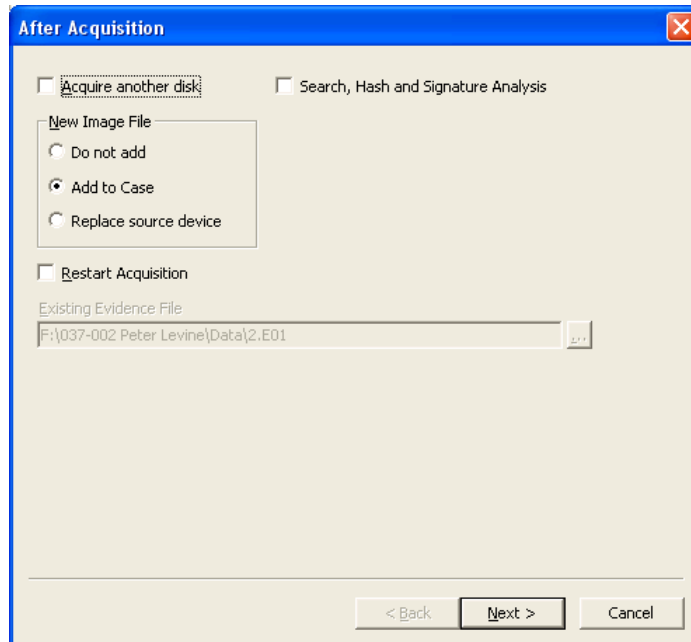 After Acquisition
Acquire another disk
Search, Hash and Signature Analysis
New Image File
Do not add
Add to Case
Replace source device
Restart Acquisition
Existing Evidence File
F:\037-002 Peter Levine\Data\2.E01
...
< Back
Next >
Cancel